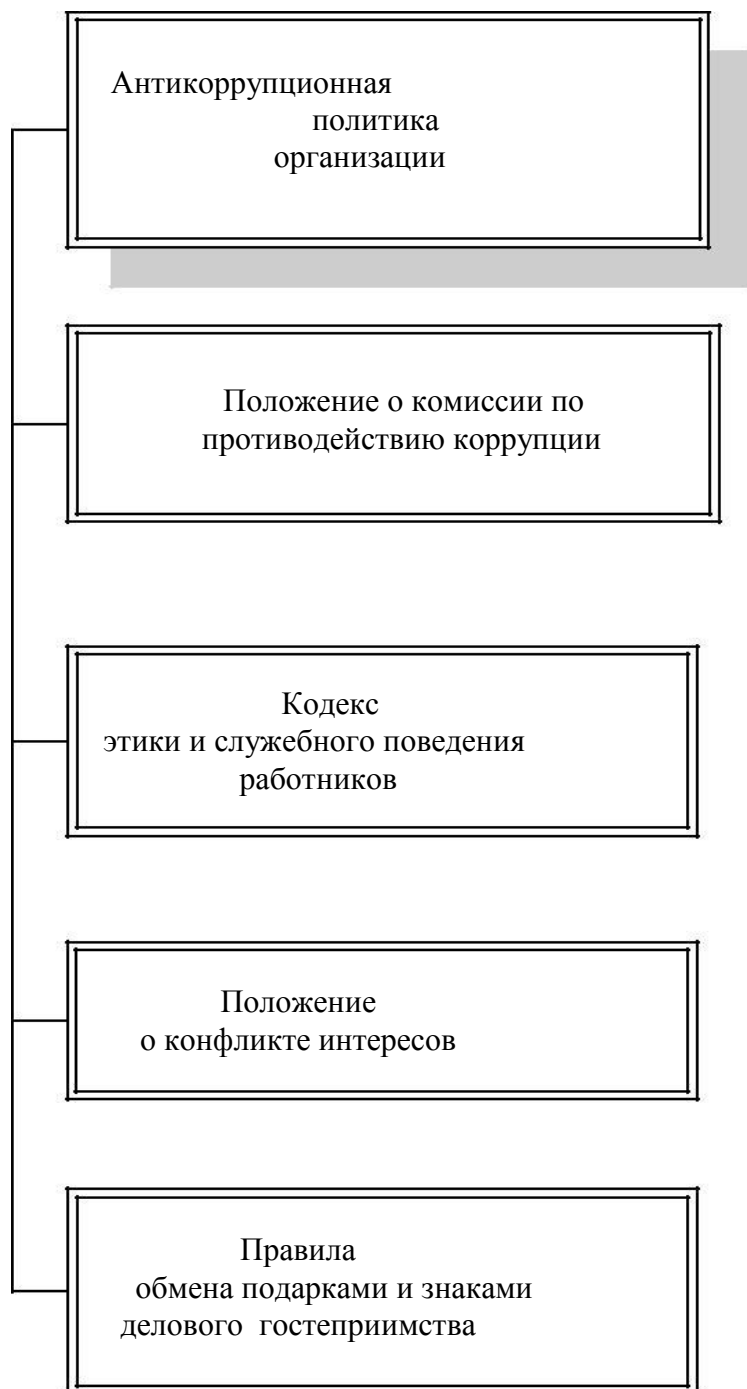 Антикоррупционная
политика
организации
Положение о комиссии по
противодействию коррупции
Кодекс
этики и служебного поведения
работников
Положение
о конфликте интересов
Правила
обмена подарками и знаками
делового гостеприимства